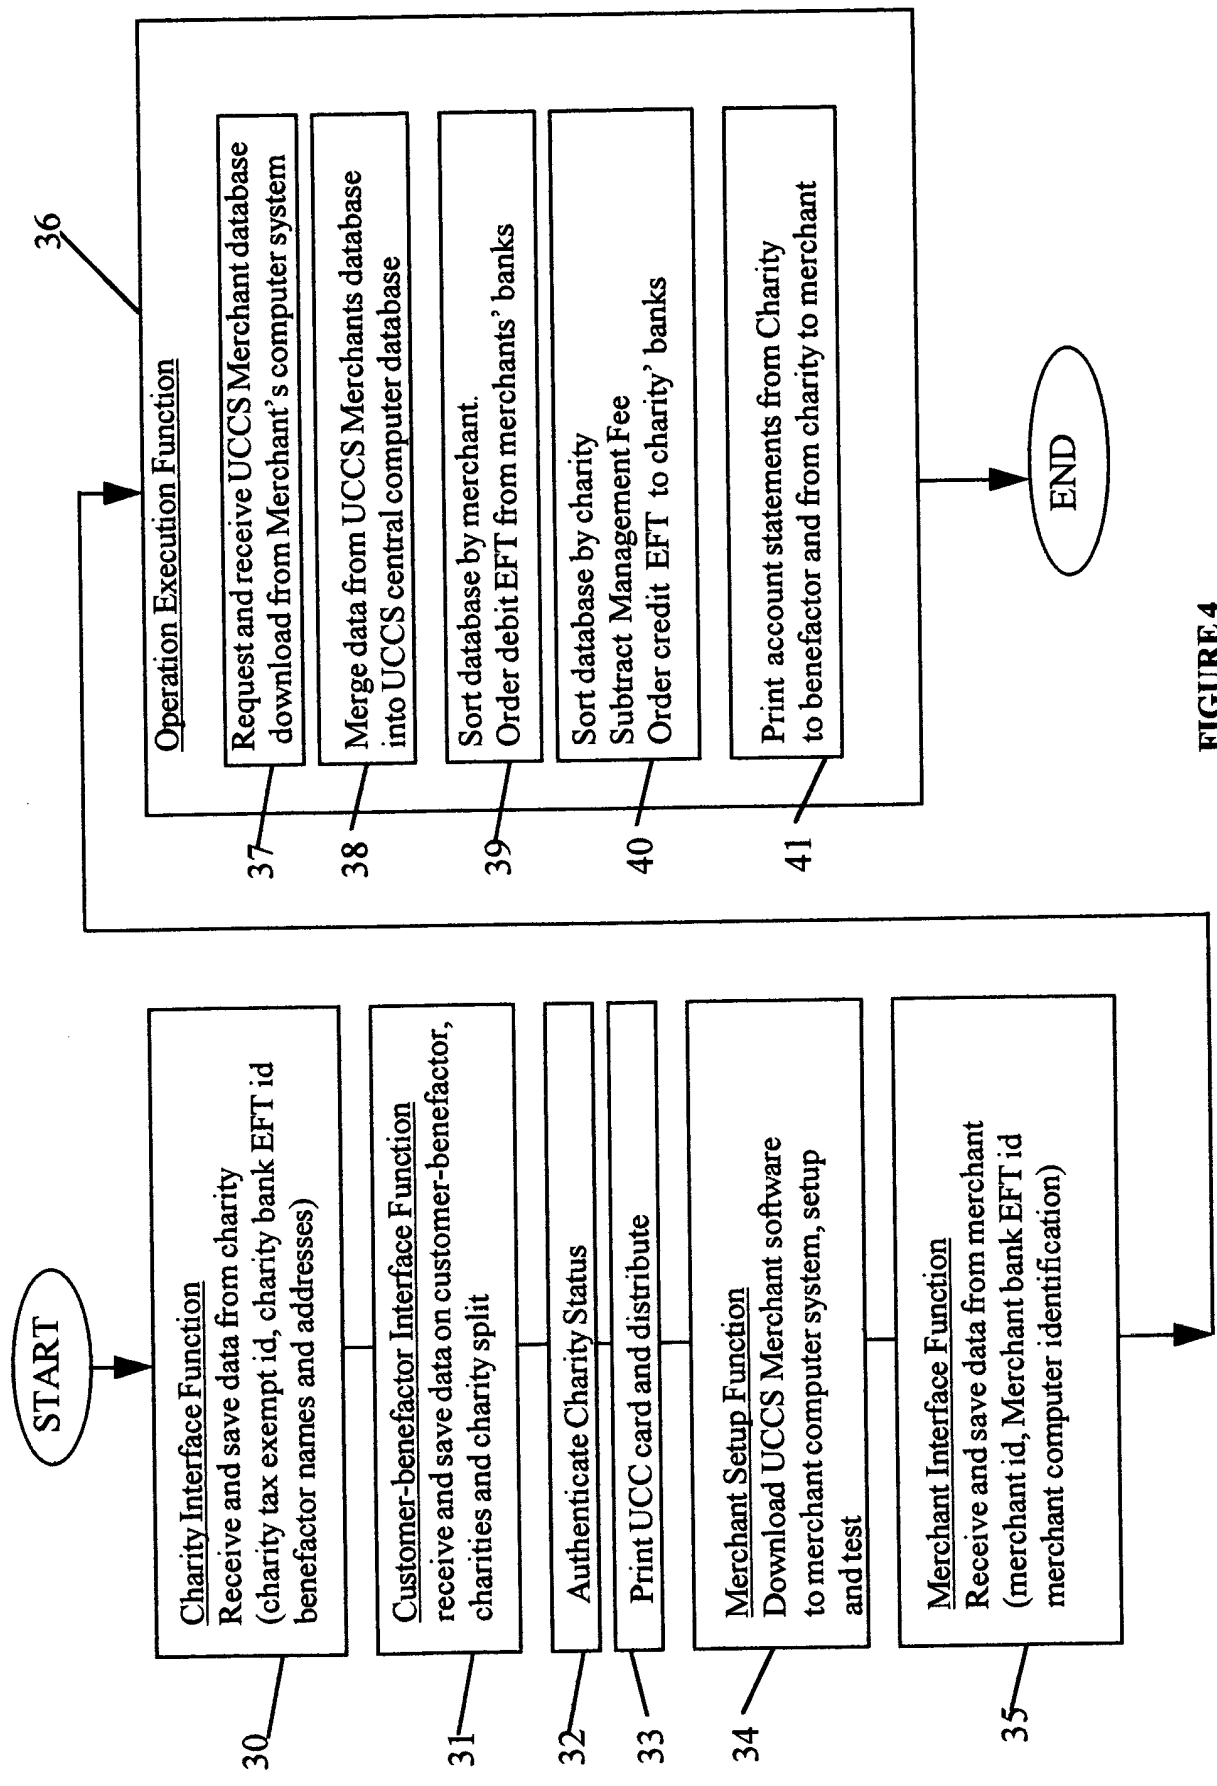 START
Charity Interface Function
Receive and save data from charity
(charity tax exempt id, charity bank EFT id
benefactor names and addresses)
30
Customer-benefactor Interface Function
receive and save data on customer-benefactor,
charities and charity split
31
Authenticate Charity Status
32
Print UCC card and distribute
33
Merchant Setup Function
Download UCCS Merchant software
to merchant computer system, setup
and test
34
Merchant Interface Function
Receive and save data from merchant
(merchant id, Merchant bank EFT id
merchant computer identification)
35
36
Operation Execution Function
Request and receive UCCS Merchant database
download from Merchant's computer system
37
Merge data from UCCS Merchants database
into UCCS central computer database
38
Sort database by merchant.
Order debit EFT from merchants' banks
39
Sort database by charity
Subtract Management Fee
Order credit EFT to charity' banks
40
Print account statements from Charity
to benefactor and from charity to merchant
41
END
FIGURE 4